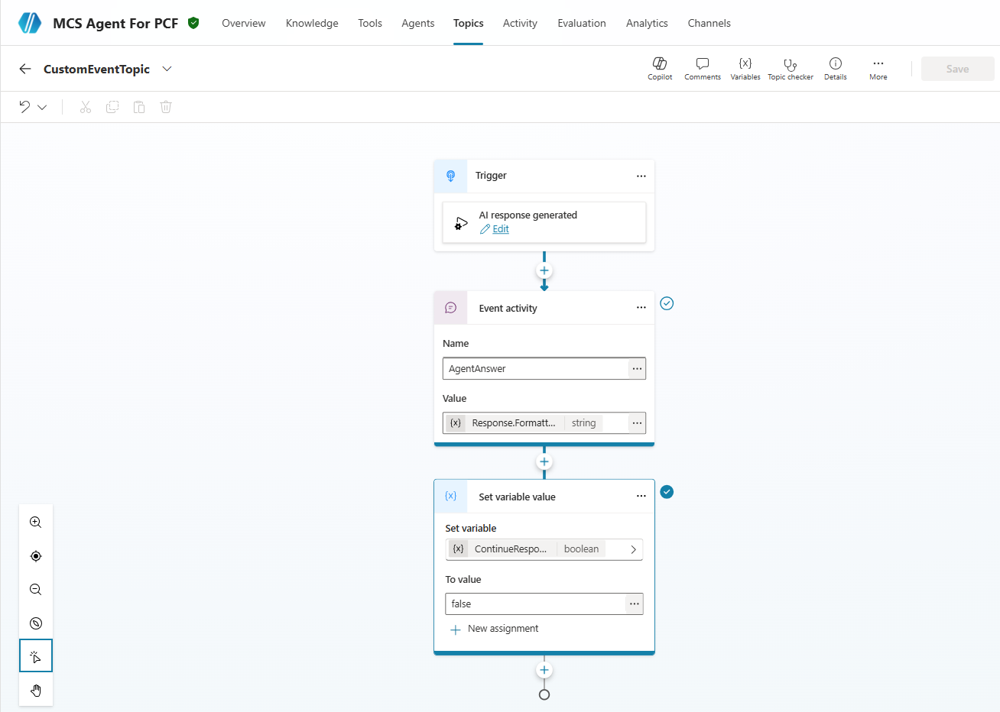 MCS Agent For PCF Overview Knowledge Tools Agents Topics Activity Evaluation Analytics Channels
CustomEventTopic
Copilot Comments Variables Topic checker Details More Save
Trigger
AI response generated
Edit
Event activity
Name
AgentAnswer
Value
{x} Response.Formatt... string
{x} Set variable value
Set variable
{x} ContinueRespo... boolean
To value
false
New assignment